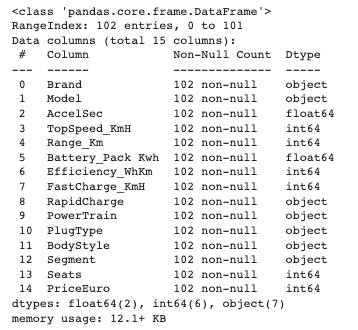 <class 'pandas.core.frame.DataFrame'>
RangeIndex: 102 entries, 0 to 101
Data columns (total 15 columns):
 #   Column             Non-Null Count  Dtype
---  ------             --------------  -----
 0   Brand              102 non-null    object
 1   Model              102 non-null    object
 2   AccelSec           102 non-null    float64
 3   TopSpeed_KmH       102 non-null    int64
 4   Range_Km           102 non-null    int64
 5   Battery_Pack Kwh   102 non-null    float64
 6   Efficiency_WhKm    102 non-null    int64
 7   FastCharge_KmH     102 non-null    int64
 8   RapidCharge        102 non-null    object
 9   PowerTrain         102 non-null    object
 10  PlugType           102 non-null    object
 11  BodyStyle          102 non-null    object
 12  Segment            102 non-null    object
 13  Seats              102 non-null    int64
 14  PriceEuro          102 non-null    int64
dtypes: float64(2), int64(6), object(7)
memory usage: 12.1+ KB